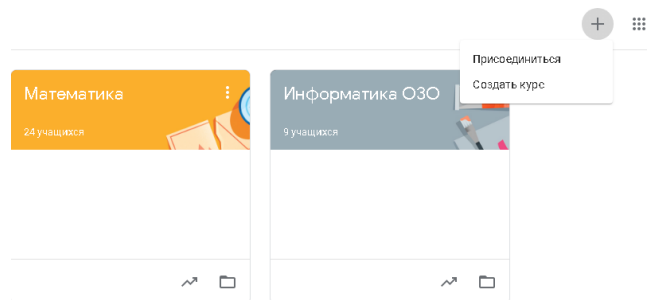 Присоединиться
Создать курс
Математика
24 учащихся
Информатика ОЗО
9 учащихся